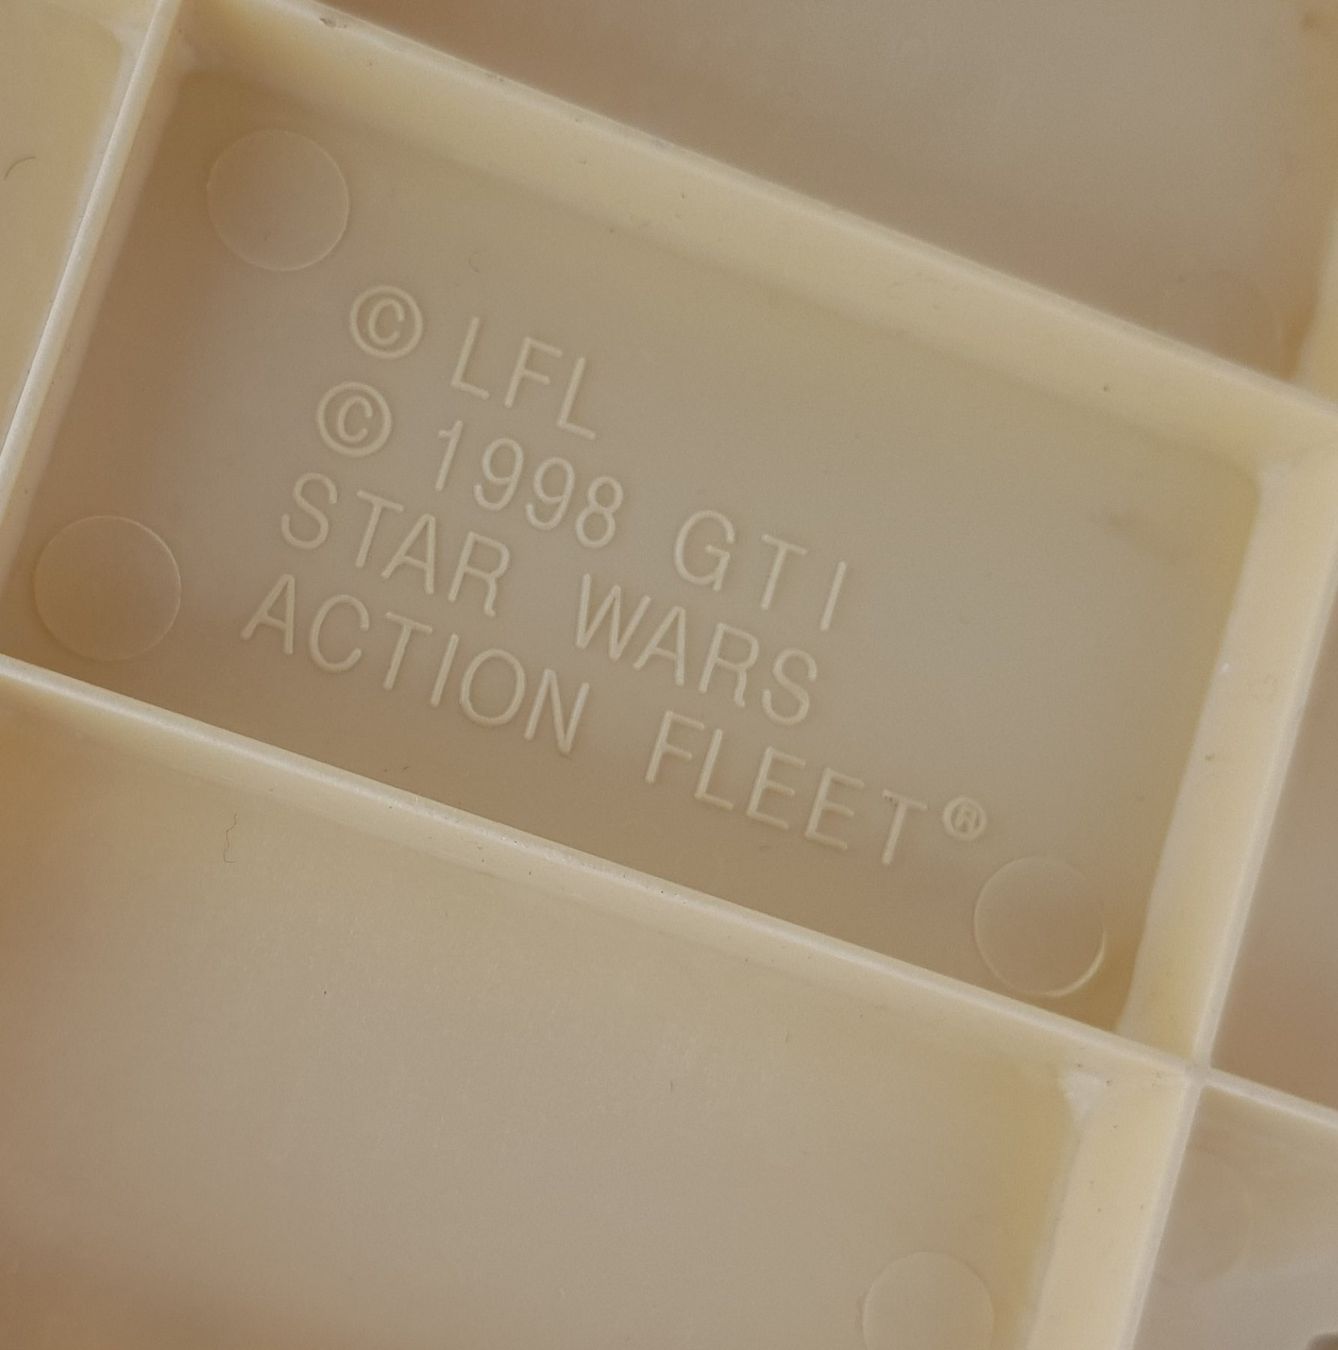 © LFL
© 1998 GTI
STAR WARS
ACTION FLEET®